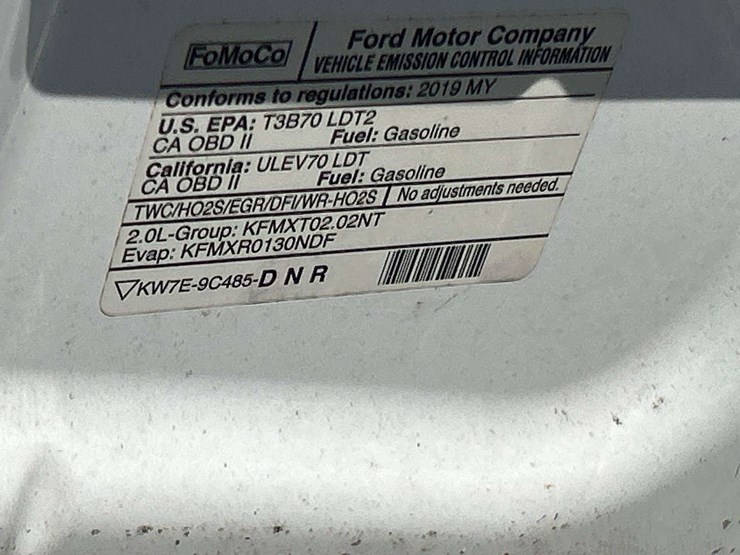 FoMoCo
Ford Motor Company
VEHICLE EMISSION CONTROL INFORMATION
Conforms to regulations: 2019 MY
U.S. EPA: T3B70 LDT2
CA OBD II Fuel: Gasoline
California: ULEV70 LDT
CA OBD II Fuel: Gasoline
TWC/HO2S/EGR/DFI/WR-HO2S No adjustments needed.
2.0L-Group: KFMXT02.02NT
Evap: KFMXR0130NDF
▽KW7E-9C485-D N R